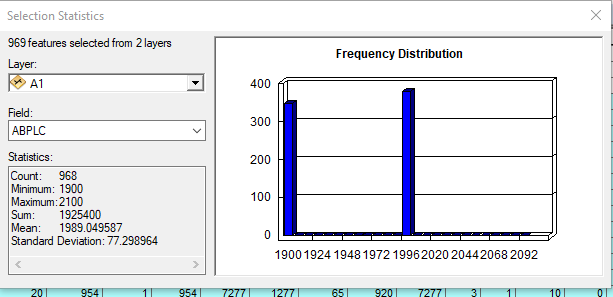 Selection Statistics
969 features selected from 2 layers
Layer:
A1
Field:
ABPLC
Statistics:
Count: 968
Minimum: 1900
Maximum: 2100
Sum: 1925400
Mean: 1989.049587
Standard Deviation: 77.298964
Frequency Distribution
400
300
200
100
0
1900 1924 1948 1972 1996 2020 2044 2068 2092
20 954 1 954 7277 1277 65 920 7277 3 1 10 0